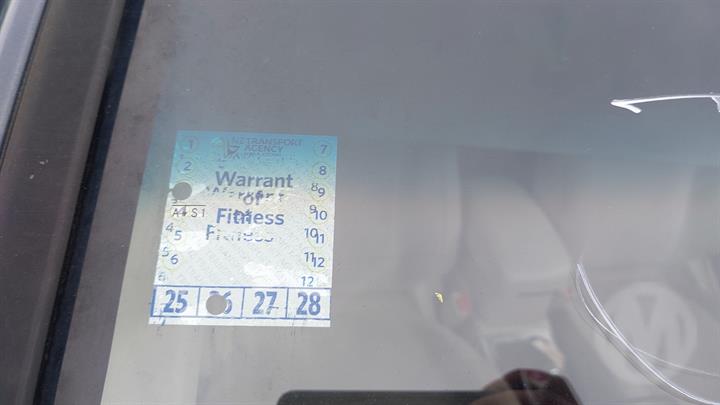 NZ TRANSPORT
AGENCY
1 7
2 8
Warrant
of
Fitness
9
10
4 11
5 12
6
25 26 27 28